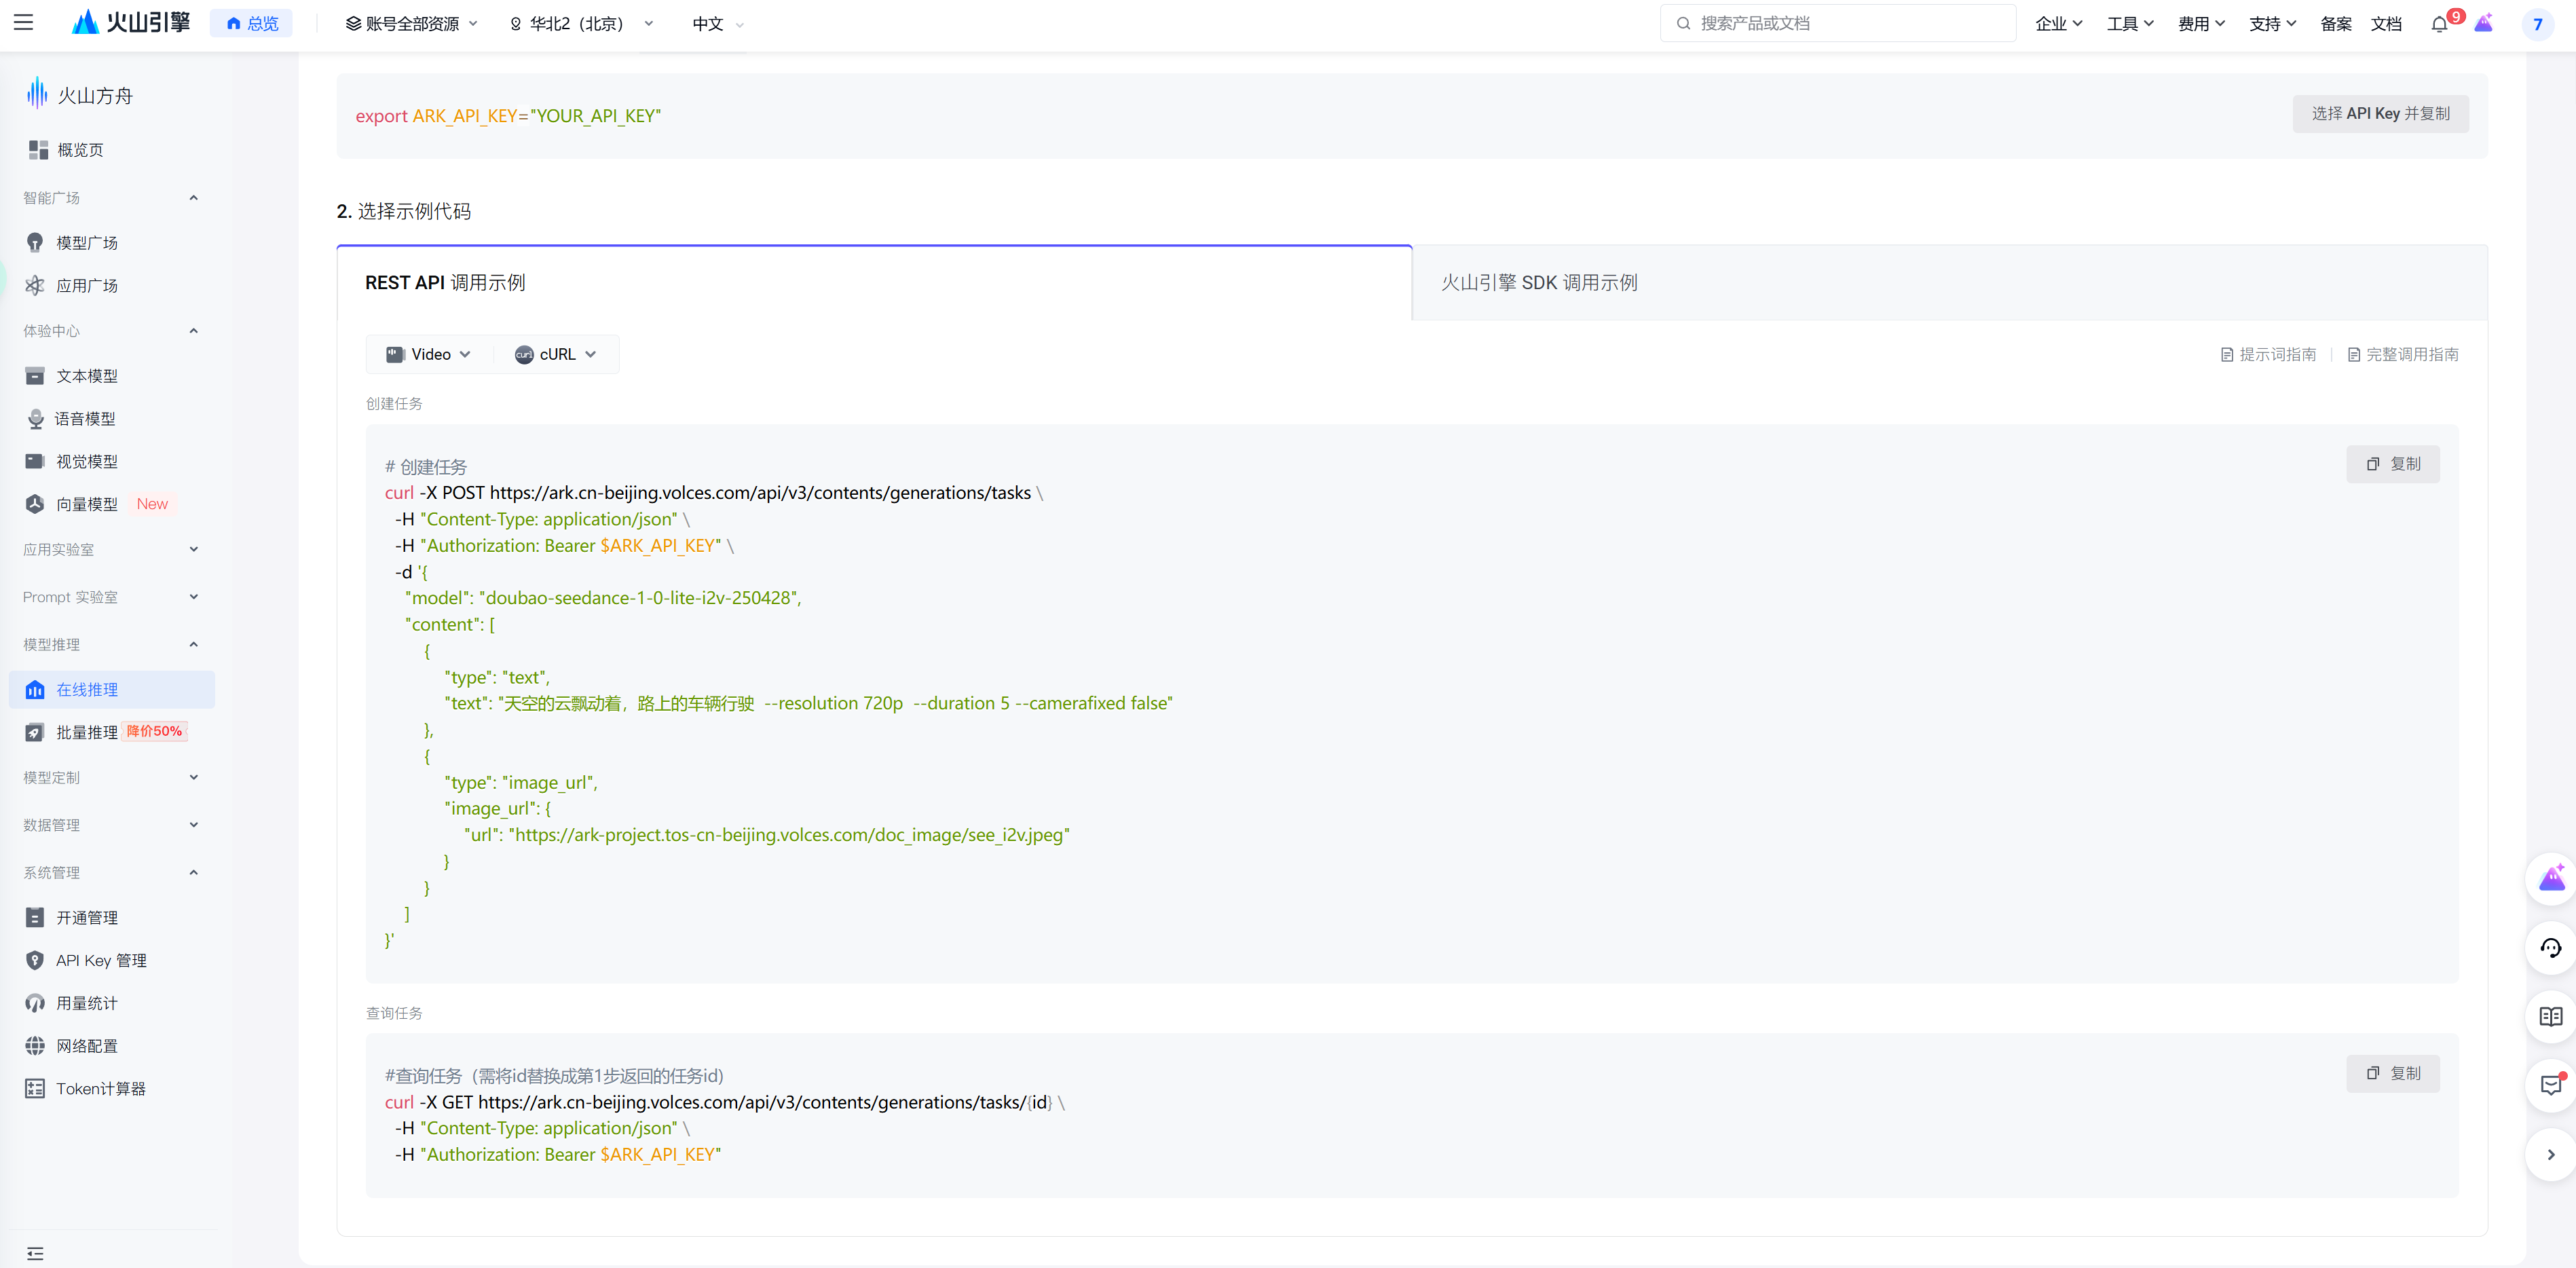 火山引擎
总览
账号全部资源
华北2（北京）
中文
搜索产品或文档
企业
工具
费用
支持
备案
文档
9
7
火山方舟
概览页
智能广场
模型广场
应用广场
体验中心
文本模型
语音模型
视觉模型
向量模型 New
应用实验室
Prompt 实验室
模型推理
在线推理
批量推理 降价50%
模型定制
数据管理
系统管理
开通管理
API Key 管理
用量统计
网络配置
Token计算器
export ARK_API_KEY="YOUR_API_KEY"
选择 API Key 并复制
2. 选择示例代码
REST API 调用示例
火山引擎 SDK 调用示例
Video
curl cURL
提示词指南
完整调用指南
创建任务
复制
# 创建任务
curl -X POST https://ark.cn-beijing.volces.com/api/v3/contents/generations/tasks \
-H "Content-Type: application/json" \
-H "Authorization: Bearer $ARK_API_KEY" \
-d '{
"model": "doubao-seedance-1-0-lite-i2v-250428",
"content": [
{
"type": "text",
"text": "天空的云飘动着，路上的车辆行驶  --resolution 720p  --duration 5 --camerafixed false"
},
{
"type": "image_url",
"image_url": {
"url": "https://ark-project.tos-cn-beijing.volces.com/doc_image/see_i2v.jpeg"
}
}
]
}'
查询任务
复制
#查询任务（需将id替换成第1步返回的任务id)
curl -X GET https://ark.cn-beijing.volces.com/api/v3/contents/generations/tasks/{id} \
-H "Content-Type: application/json" \
-H "Authorization: Bearer $ARK_API_KEY"